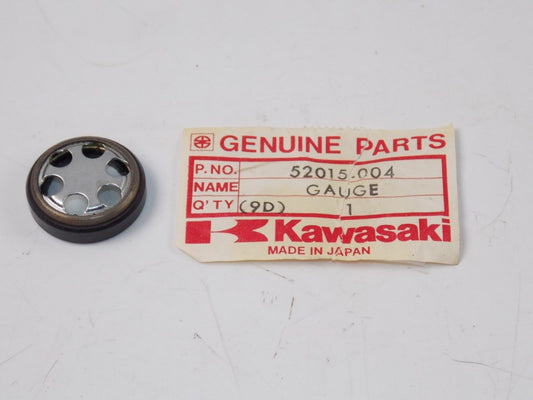 GENUINE PARTS
P. NO. 52015-004
NAME GAUGE
Q'TY (9D) 1
Kawasaki
MADE IN JAPAN